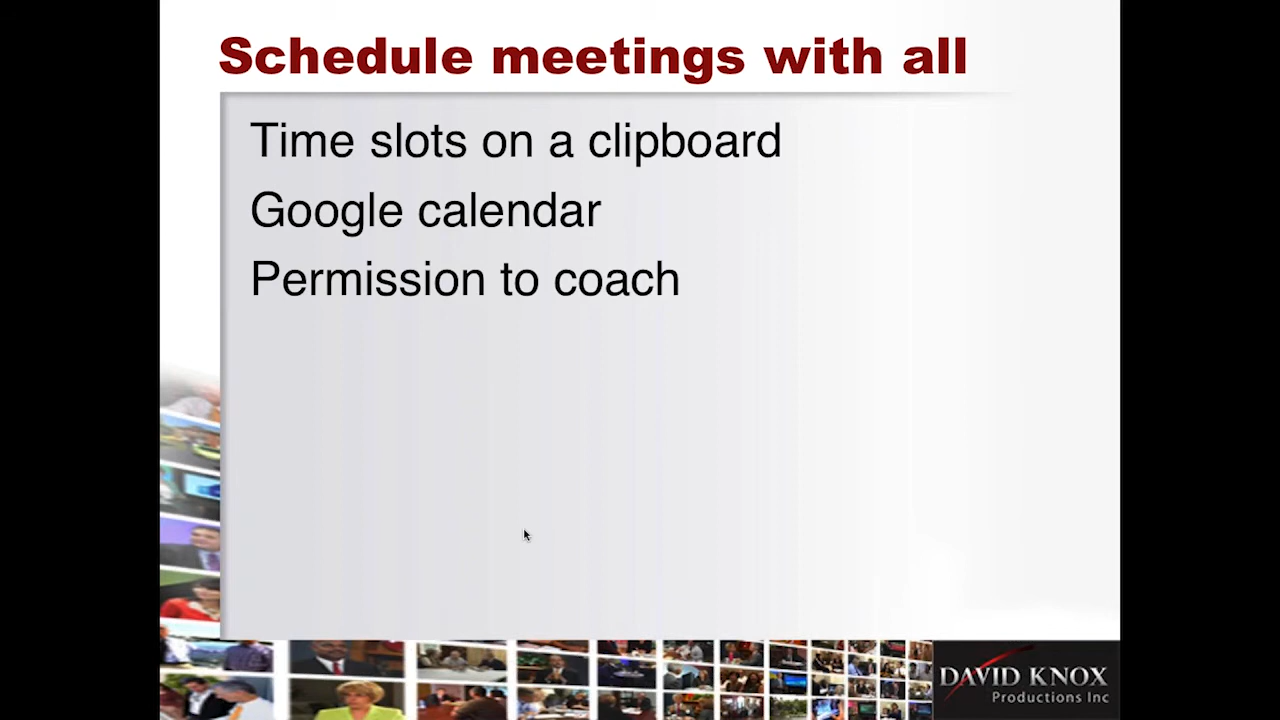 Schedule meetings with all
Time slots on a clipboard
Google calendar
Permission to coach
DAVID KNOX
Productions Inc